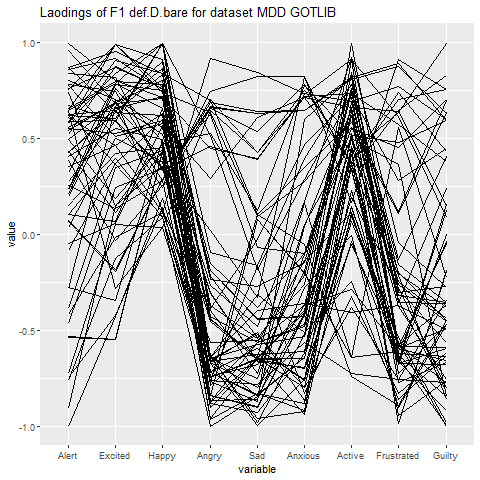 Laodings of F1 def.D.bare for dataset MDD GOTLIB
1.0
0.5
0.0
-0.5
-1.0
value
Alert Excited Happy Angry Sad Anxious Active Frustrated Guilty
variable